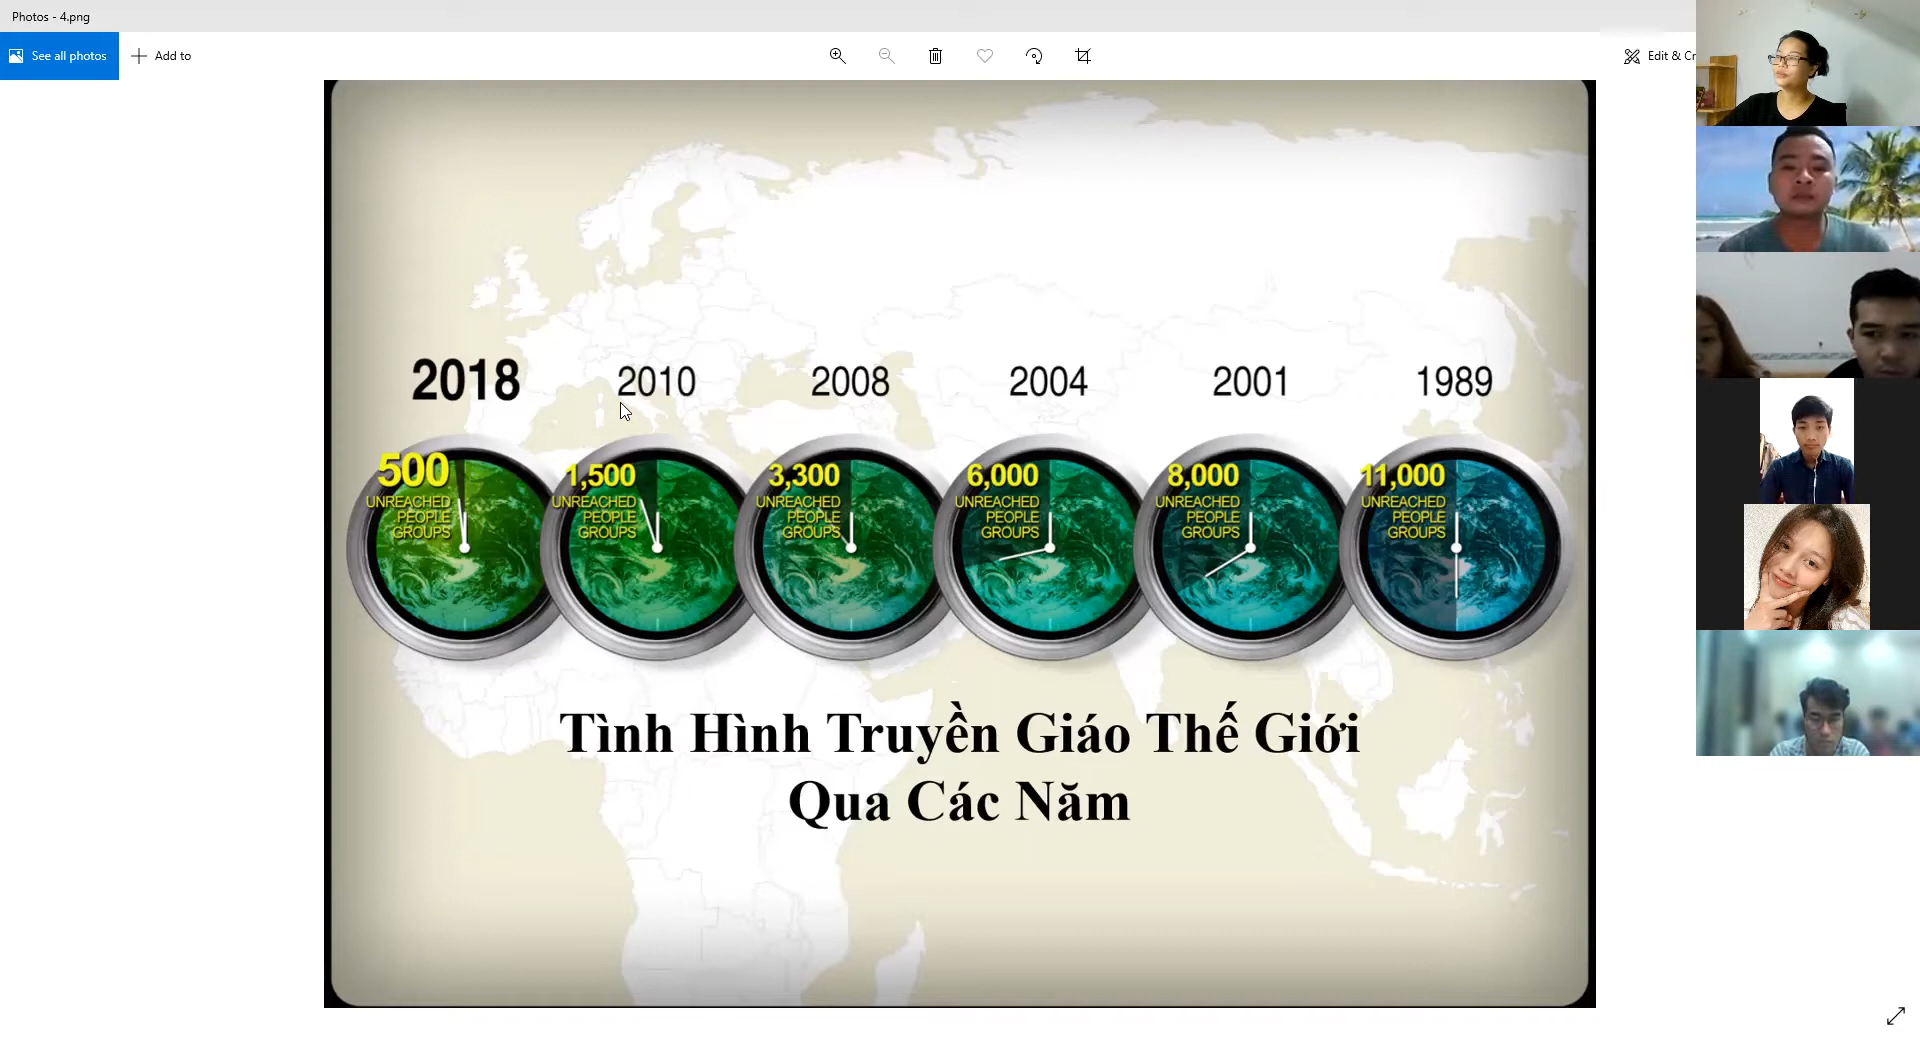 Photos - 4.png
See all photos
Add to
Edit & Cr
2018 2010 2008 2004 2001 1989
500 1,500 3,300 6,000 8,000 11,000
UNREACHED UNREACHED UNREACHED UNREACHED UNREACHED UNREACHED
PEOPLE PEOPLE PEOPLE PEOPLE PEOPLE PEOPLE
GROUPS GROUPS GROUPS GROUPS GROUPS GROUPS
Tình Hình Truyền Giáo Thế Giới
Qua Các Năm